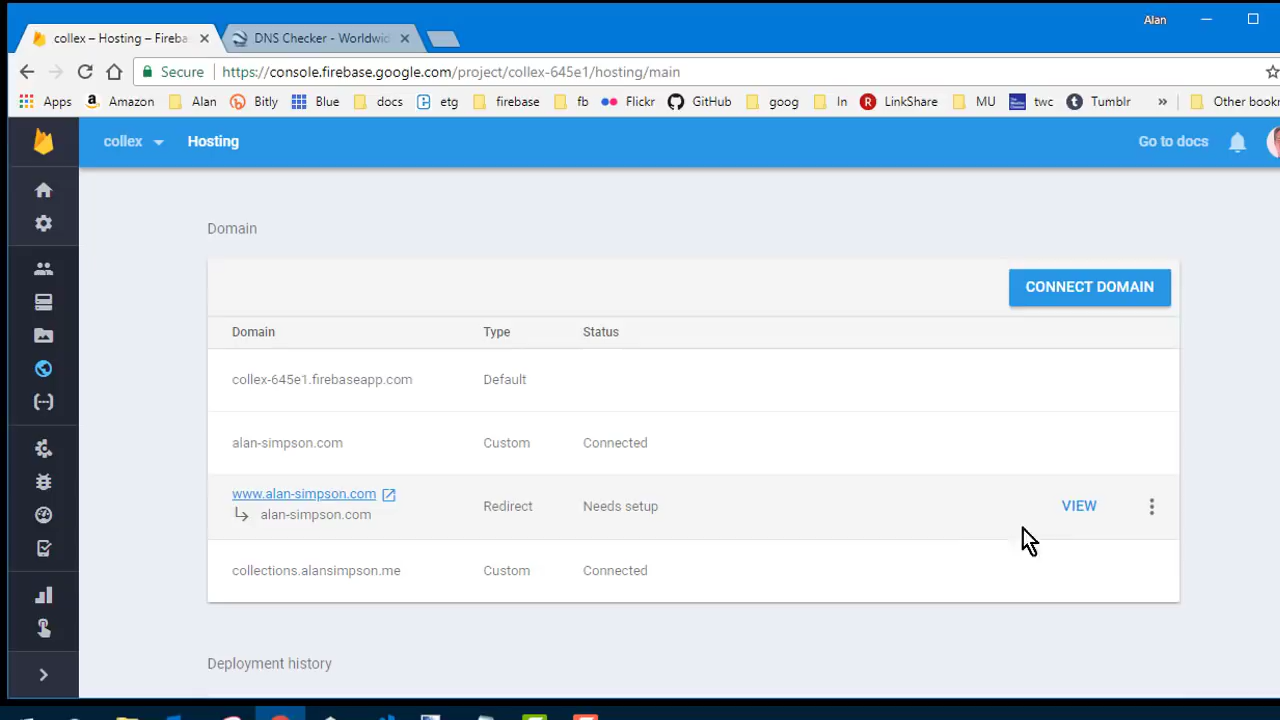 Alan
collex – Hosting – Fireba
DNS Checker - Worldwi
Secure
https://console.firebase.google.com/project/collex-645e1/hosting/main
Apps
Amazon
Alan
Bitly
Blue
docs
etg
firebase
fb
Flickr
GitHub
goog
In
LinkShare
MU
twc
Tumblr
»
Other book
collex
Hosting
Go to docs
Domain
CONNECT DOMAIN
Domain Type Status
collex-645e1.firebaseapp.com Default
alan-simpson.com Custom Connected
www.alan-simpson.com
alan-simpson.com
Redirect Needs setup VIEW
collections.alansimpson.me Custom Connected
Deployment history